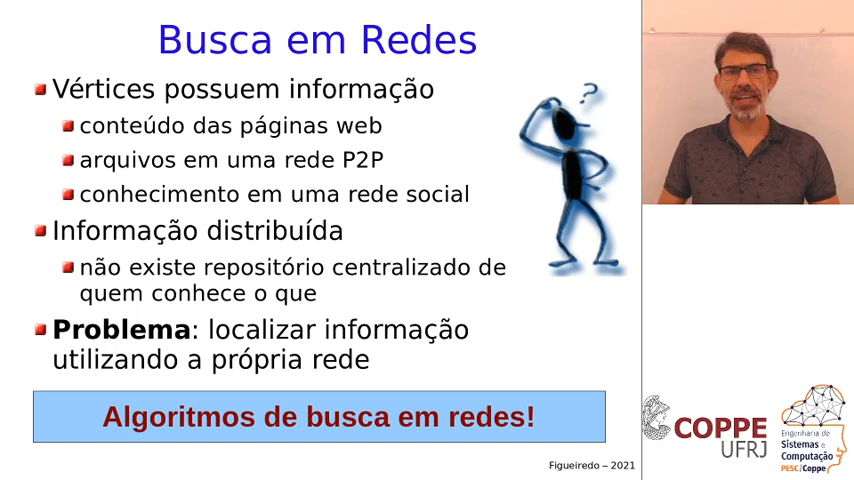 Busca em Redes
Vértices possuem informação
conteúdo das páginas web
arquivos em uma rede P2P
conhecimento em uma rede social
Informação distribuída
não existe repositório centralizado de
quem conhece o que
Problema: localizar informação
utilizando a própria rede
Algoritmos de busca em redes!
Figueiredo – 2021
?
COPPE
UFRJ
Engenharia de
Sistemas e
Computação
PESC/Coppe